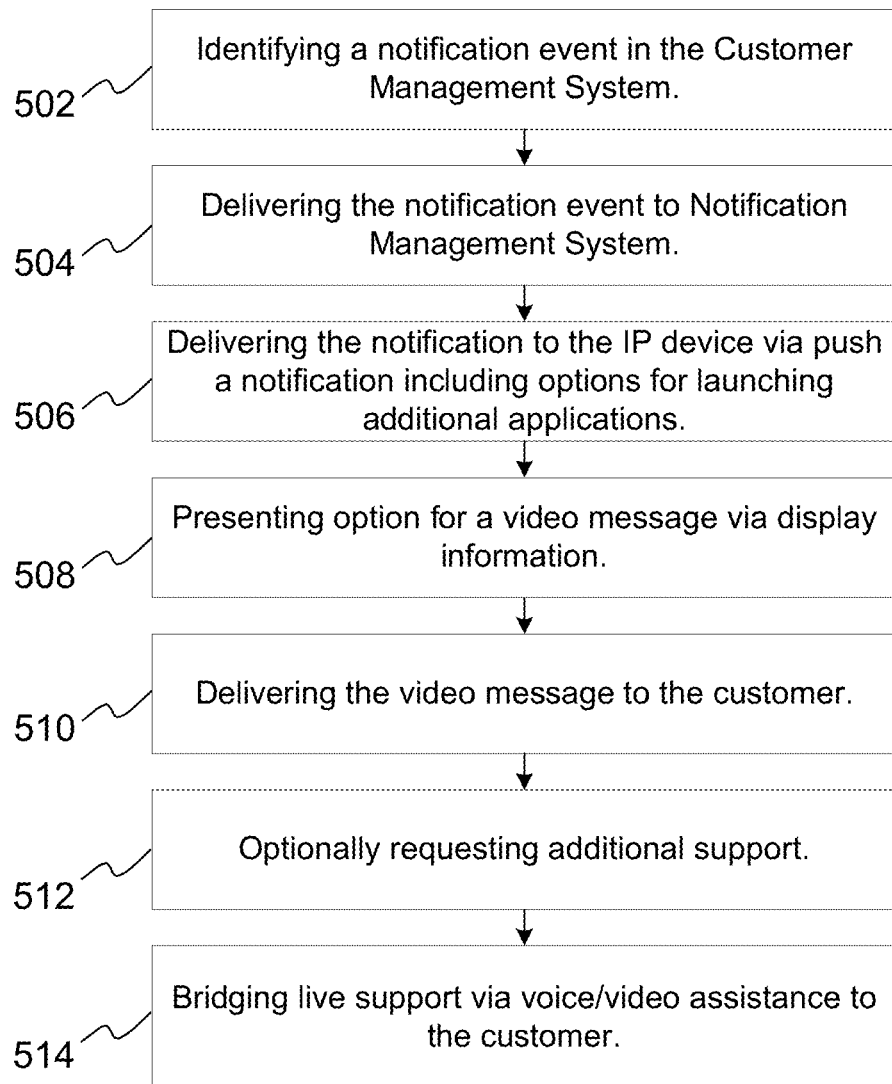 Identifying a notification event in the Customer
Management System.
502
Delivering the notification event to Notification
Management System.
504
Delivering the notification to the IP device via push
a notification including options for launching
additional applications.
506
Presenting option for a video message via display
information.
508
Delivering the video message to the customer.
510
Optionally requesting additional support.
512
Bridging live support via voice/video assistance to
the customer.
514